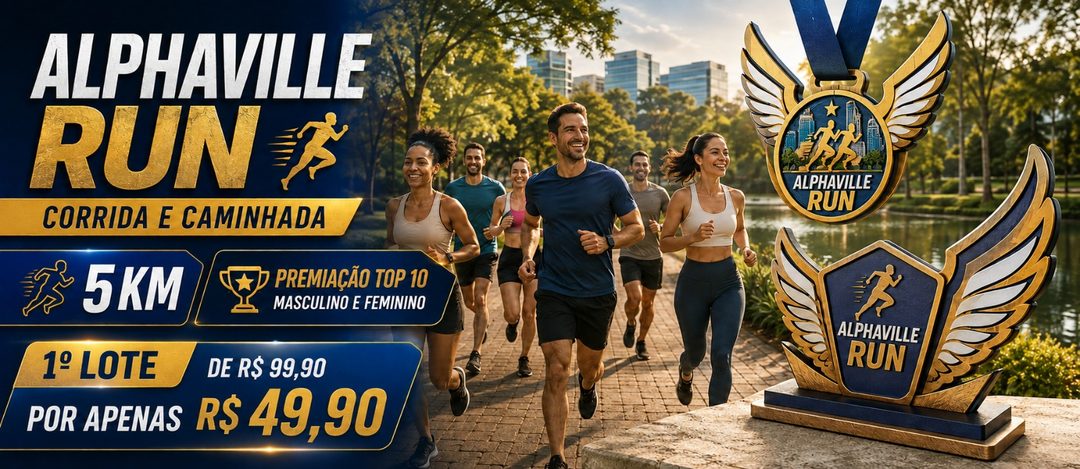 ALPHAVILLE
RUN
CORRIDA E CAMINHADA
5 KM
PREMIAÇÃO TOP 10
MASCULINO E FEMININO
1º LOTE
DE R$ 99,90
POR APENAS R$ 49,90
ALPHAVILLE
RUN
ALPHAVILLE
RUN